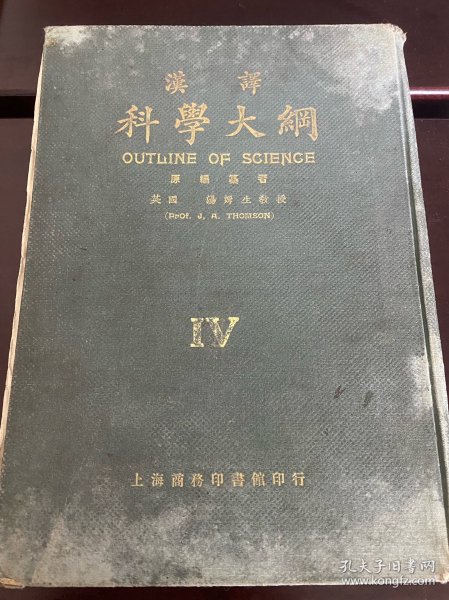 漢譯
科學大綱
OUTLINE OF SCIENCE
原編纂者
英國 湯姆生教授
(PROF. J. A. THOMSON)
IV
上海商務印書館印行
孔夫子旧书网
www.kongfz.com